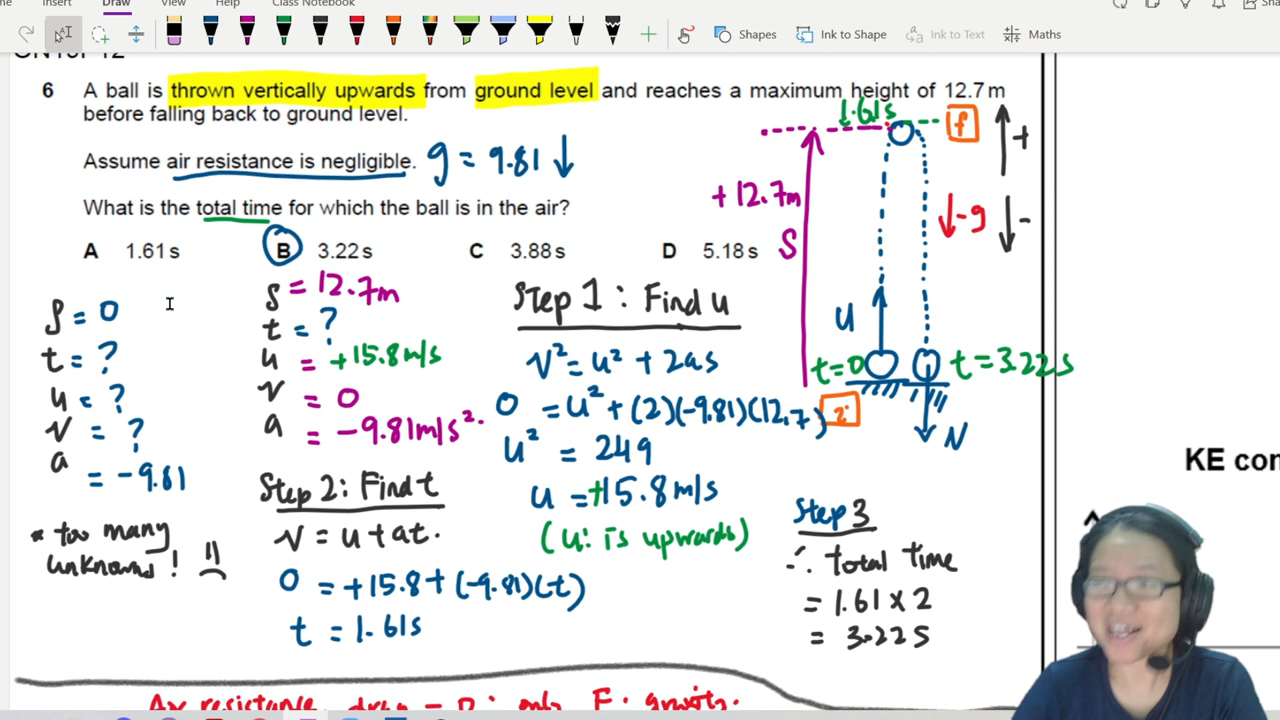 Insert Draw View Help Class Notebook
Shapes Ink to Shape Ink to Text Maths
6 A ball is thrown vertically upwards from ground level and reaches a maximum height of 12.7 m
before falling back to ground level.
Assume air resistance is negligible. g = 9.81 ↓
What is the total time for which the ball is in the air?
A 1.61 s B 3.22 s C 3.88 s D 5.18 s
S = 0
t = ?
u = ?
v = ?
a = -9.81
* too many
unknowns!
S = 12.7m
t = ?
u = +15.8m/s
v = 0
a = -9.81m/s².
Step 2: Find t
v = u + at.
0 = +15.8 + (-9.81)(t)
t = 1.61s
Step 1: Find u
v² = u² + 2as
0 = u² + (2)(-9.81)(12.7)
u² = 249
u = +15.8m/s
(u: is upwards)
1.61s
f
+
+12.7m
S
-g
-
u
t=0
t = 3.22s
i
N
Step 3
∴ total time
= 1.61 x 2
= 3.22s
KE con